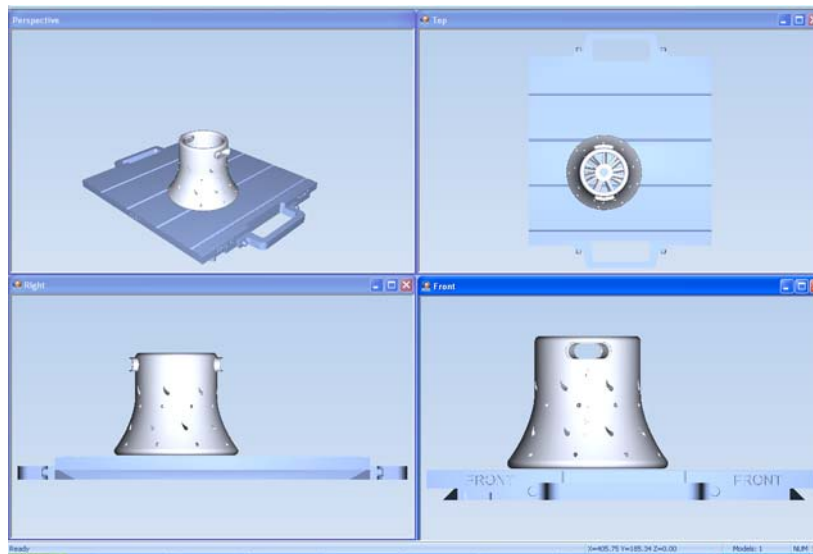 Perspective
Top
Right
Front
FRONT FRONT
Ready X=405.75 Y=185.34 Z=0.00 Models: 1 NUM